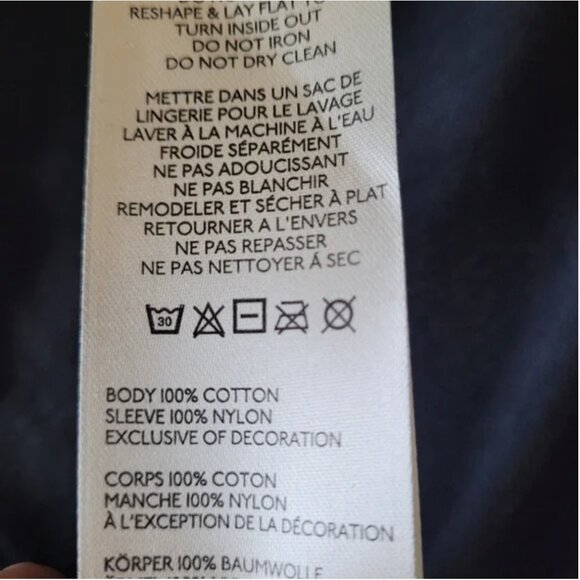 RESHAPE & LAY FLAT TO
TURN INSIDE OUT
DO NOT IRON
DO NOT DRY CLEAN
METTRE DANS UN SAC DE
LINGERIE POUR LE LAVAGE
LAVER À LA MACHINE À L'EAU
FROIDE SÉPARÉMENT
NE PAS ADOUCISSANT
NE PAS BLANCHIR
REMODELER ET SÉCHER À PLAT
RETOURNER A L'ENVERS
NE PAS REPASSER
NE PAS NETTOYER Á SEC
30
BODY 100% COTTON
SLEEVE 100% NYLON
EXCLUSIVE OF DECORATION
CORPS 100% COTON
MANCHE 100% NYLON
À L'EXCEPTION DE LA DÉCORATION
KÖRPER 100% BAUMWOLLE